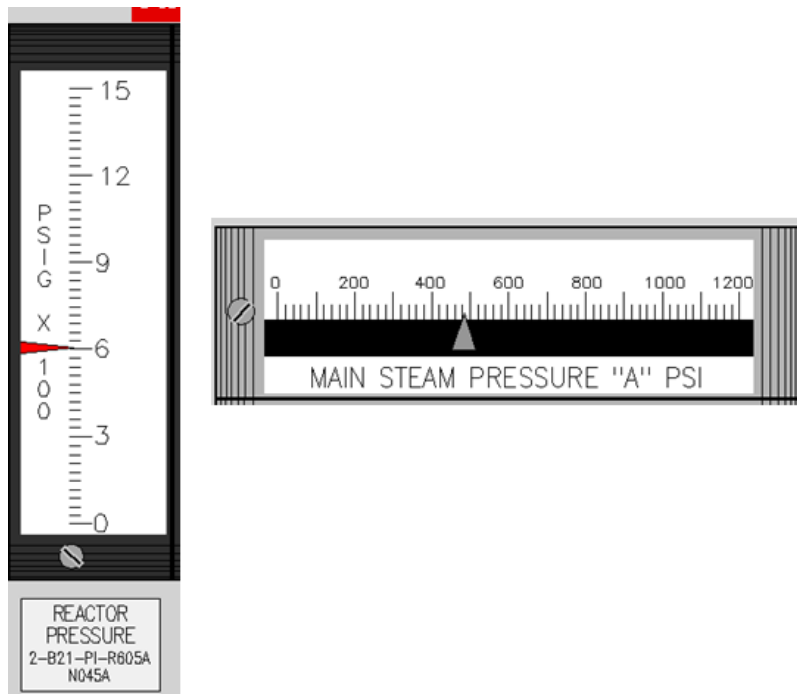 15
12
9
6
3
0
PSIG X 100
REACTOR
PRESSURE
2-B21-PI-R605A
N045A
0 200 400 600 800 1000 1200
MAIN STEAM PRESSURE "A" PSI